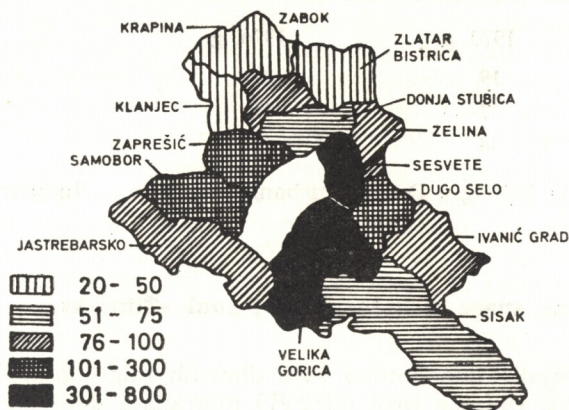 KRAPINA
ZABOK
ZLATAR
BISTRICA
KLANJEC
DONJA STUBICA
ZAPREŠIĆ
ZELINA
SAMOBOR
SESVETE
DUGO SELO
JASTREBARSKO
IVANIĆ GRAD
20 - 50
51 - 75
76 - 100
101 - 300
301 - 800
SISAK
VELIKA
GORICA